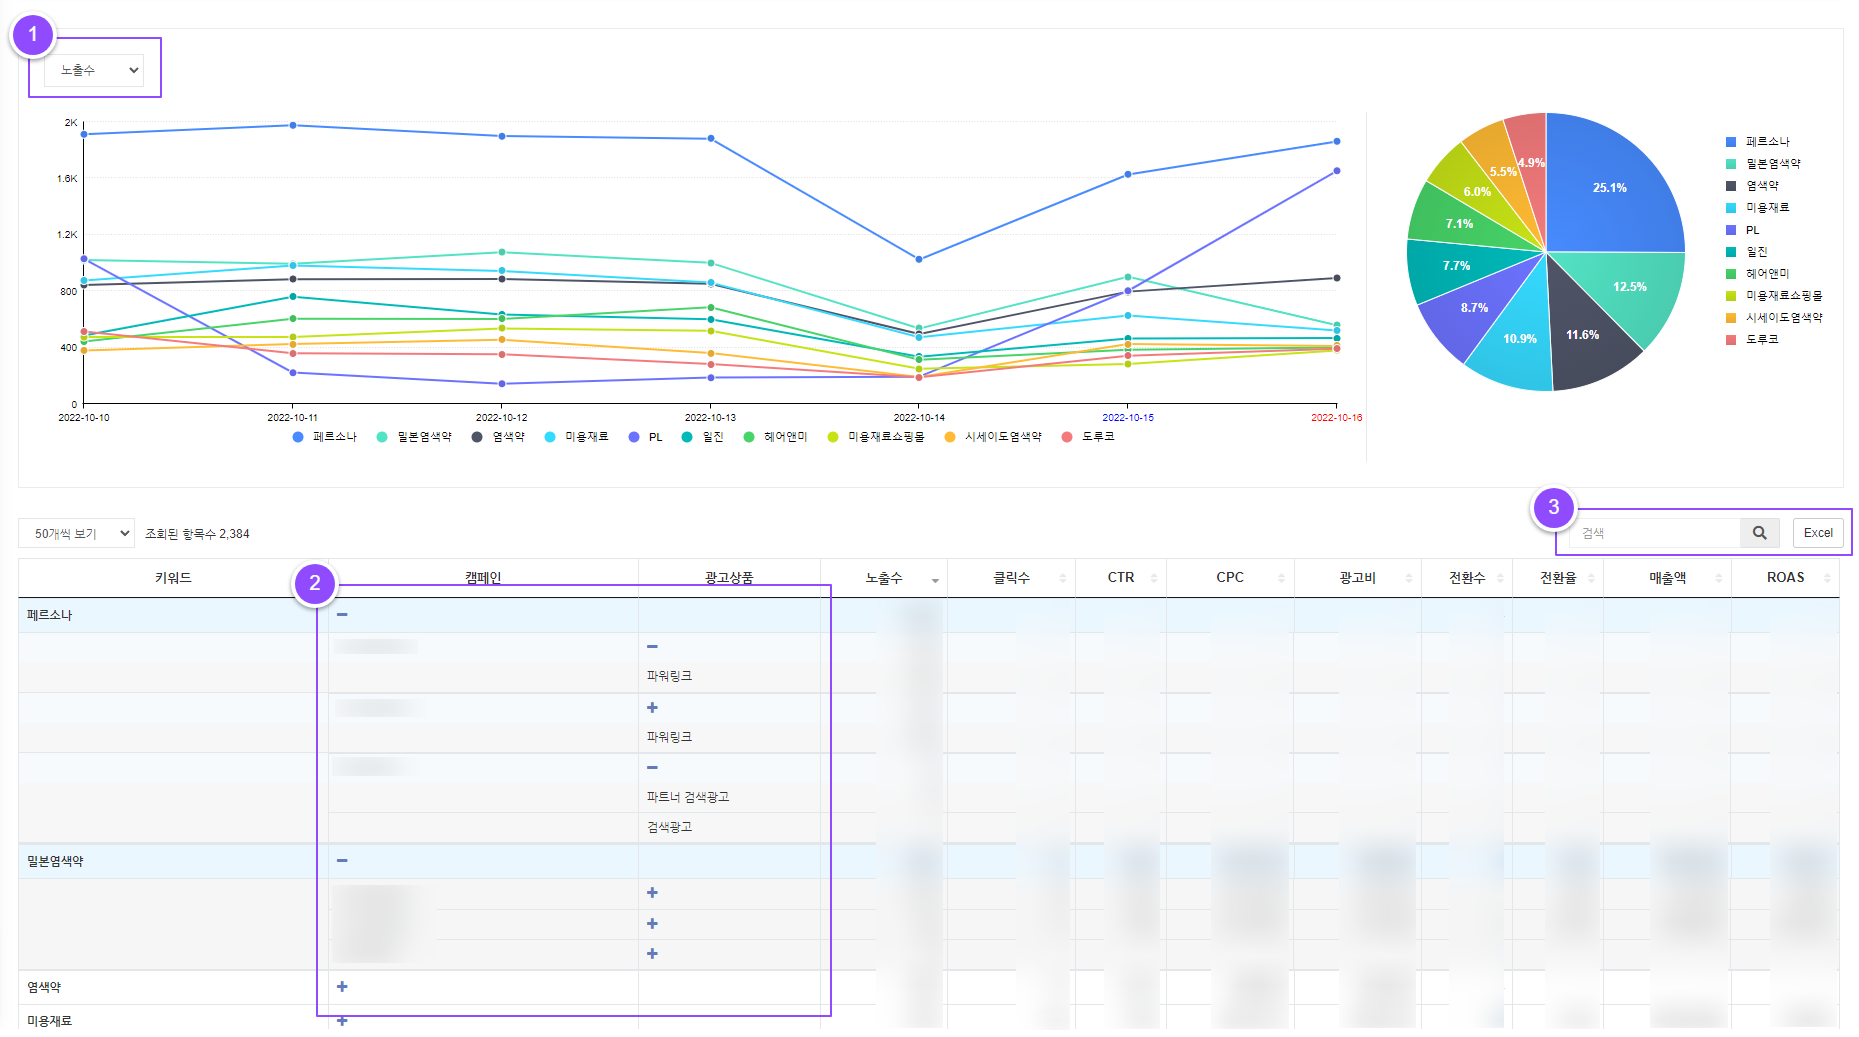 1
노출수
2K
1.6K
1.2K
800
400
0
2022-10-10 2022-10-11 2022-10-12 2022-10-13 2022-10-14 2022-10-15 2022-10-16
페르소나 밀본염색약 염색약 미용재료 PL 일진 헤어앤미 미용재료쇼핑몰 시세이도염색약 도루코
25.1%
12.5%
11.6%
10.9%
8.7%
7.7%
7.1%
6.0%
5.5%
4.9%
페르소나
밀본염색약
염색약
미용재료
PL
일진
헤어앤미
미용재료쇼핑몰
시세이도염색약
도루코
50개씩 보기 조회된 항목수 2,384
3
검색 Excel
키워드 캠페인 광고상품 노출수 클릭수 CTR CPC 광고비 전환수 전환율 매출액 ROAS
2
페르소나
파워링크
파워링크
파트너 검색광고
검색광고
밀본염색약
염색약
미용재료